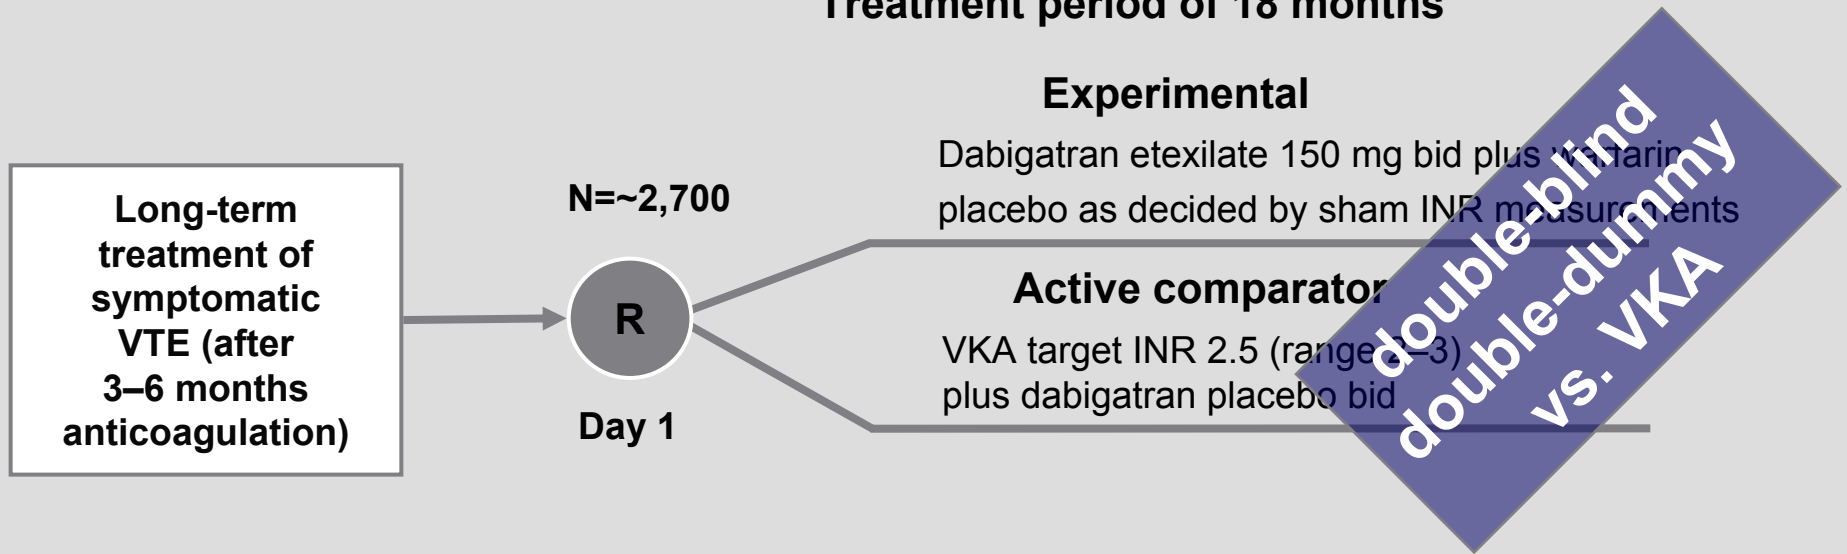 Treatment period of 18 months
Experimental
Dabigatran etexilate 150 mg bid plus warfarin
placebo as decided by sham INR measurements
Long-term
treatment of
symptomatic
VTE (after
3–6 months
anticoagulation)
N=~2,700
R
Day 1
Active comparator
VKA target INR 2.5 (range 2–3)
plus dabigatran placebo bid
double-blind
double-dummy
vs. VKA